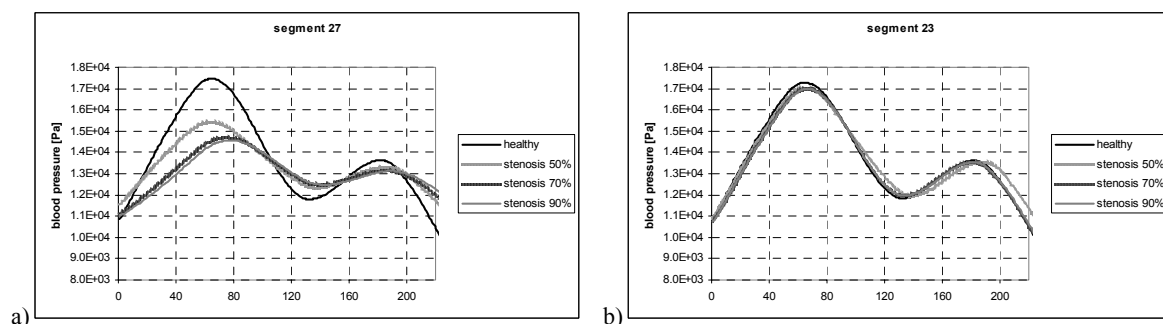 segment 27
blood pressure [Pa]
1.8E+04
1.7E+04
1.6E+04
1.5E+04
1.4E+04
1.3E+04
1.2E+04
1.1E+04
1.0E+04
9.0E+03
8.0E+03
0 40 80 120 160 200
healthy
stenosis 50%
stenosis 70%
stenosis 90%
a)
segment 23
blood pressure [Pa]
1.8E+04
1.7E+04
1.6E+04
1.5E+04
1.4E+04
1.3E+04
1.2E+04
1.1E+04
1.0E+04
9.0E+03
8.0E+03
0 40 80 120 160 200
healthy
stenosis 50%
stenosis 70%
stenosis 90%
b)